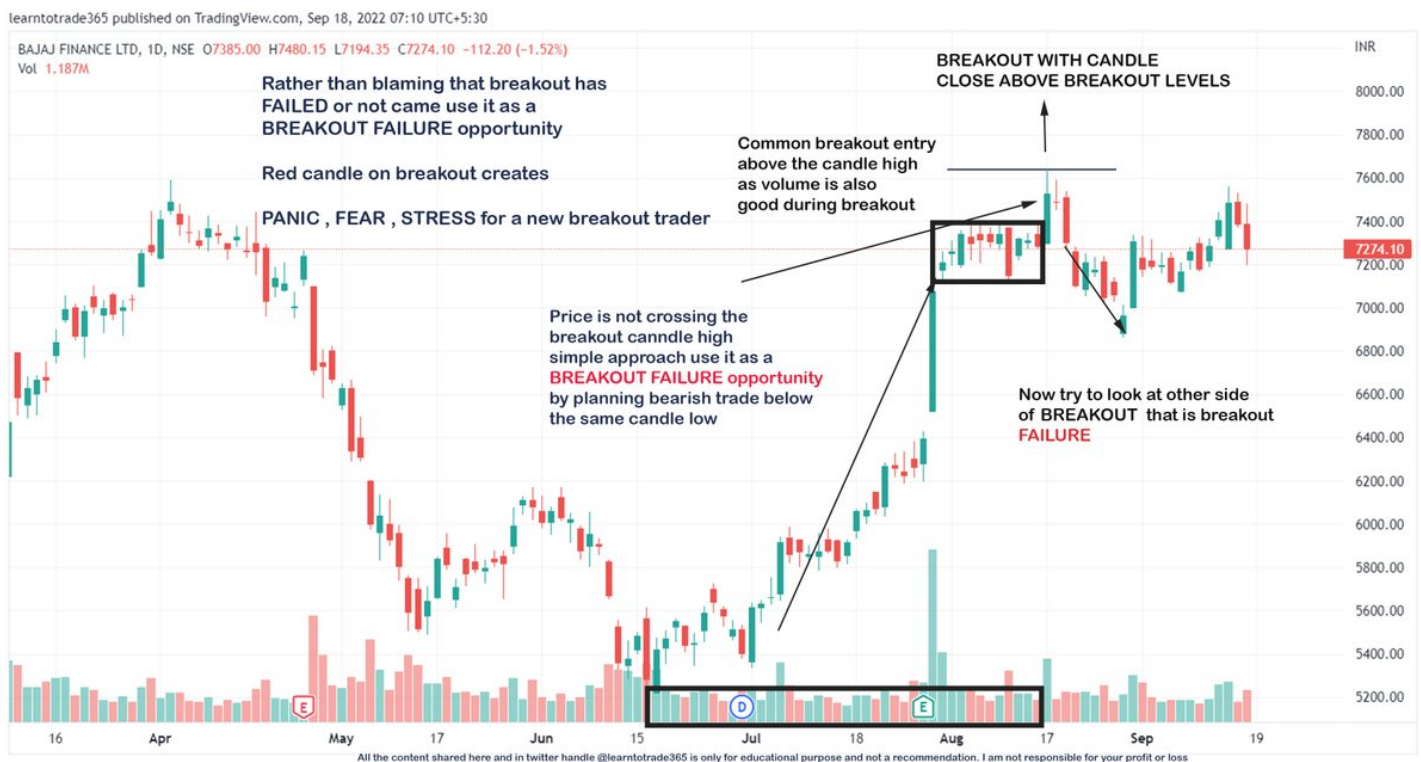 learntotrade365 published on TradingView.com, Sep 18, 2022 07:10 UTC+5:30
BAJAJ FINANCE LTD, 1D, NSE O7385.00 H7480.15 L7194.35 C7274.10 −112.20 (−1.52%)
Vol 1.187M
INR
Rather than blaming that breakout has
FAILED or not came use it as a
BREAKOUT FAILURE opportunity
Red candle on breakout creates
PANIC , FEAR , STRESS for a new breakout trader
BREAKOUT WITH CANDLE
CLOSE ABOVE BREAKOUT LEVELS
Common breakout entry
above the candle high
as volume is also
good during breakout
Price is not crossing the
breakout canndle high
simple approach use it as a
BREAKOUT FAILURE opportunity
by planning bearish trade below
the same candle low
Now try to look at other side
of BREAKOUT that is breakout
FAILURE
8000.00
7800.00
7600.00
7400.00
7274.10
7200.00
7000.00
6800.00
6600.00
6400.00
6200.00
6000.00
5800.00
5600.00
5400.00
5200.00
E
D
E
16 Apr May 17 Jun 15 Jul 18 Aug 17 Sep 19
All the content shared here and in twitter handle @learntotrade365 is only for educational purpose and not a recommendation. I am not responsible for your profit or loss